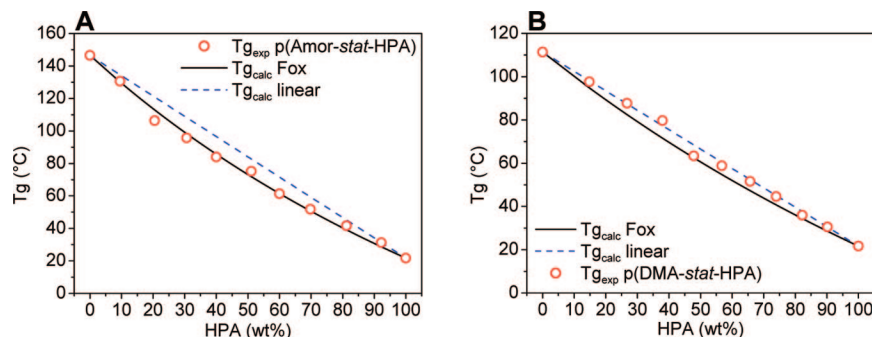 A
Tg (°C)
160
140
120
100
80
60
40
20
0
Tgexp p(Amor-stat-HPA)
Tgcalc Fox
Tgcalc linear
0 10 20 30 40 50 60 70 80 90 100
HPA (wt%)
B
Tg (°C)
120
100
80
60
40
20
0
Tgcalc Fox
Tgcalc linear
Tgexp p(DMA-stat-HPA)
0 10 20 30 40 50 60 70 80 90 100
HPA (wt%)